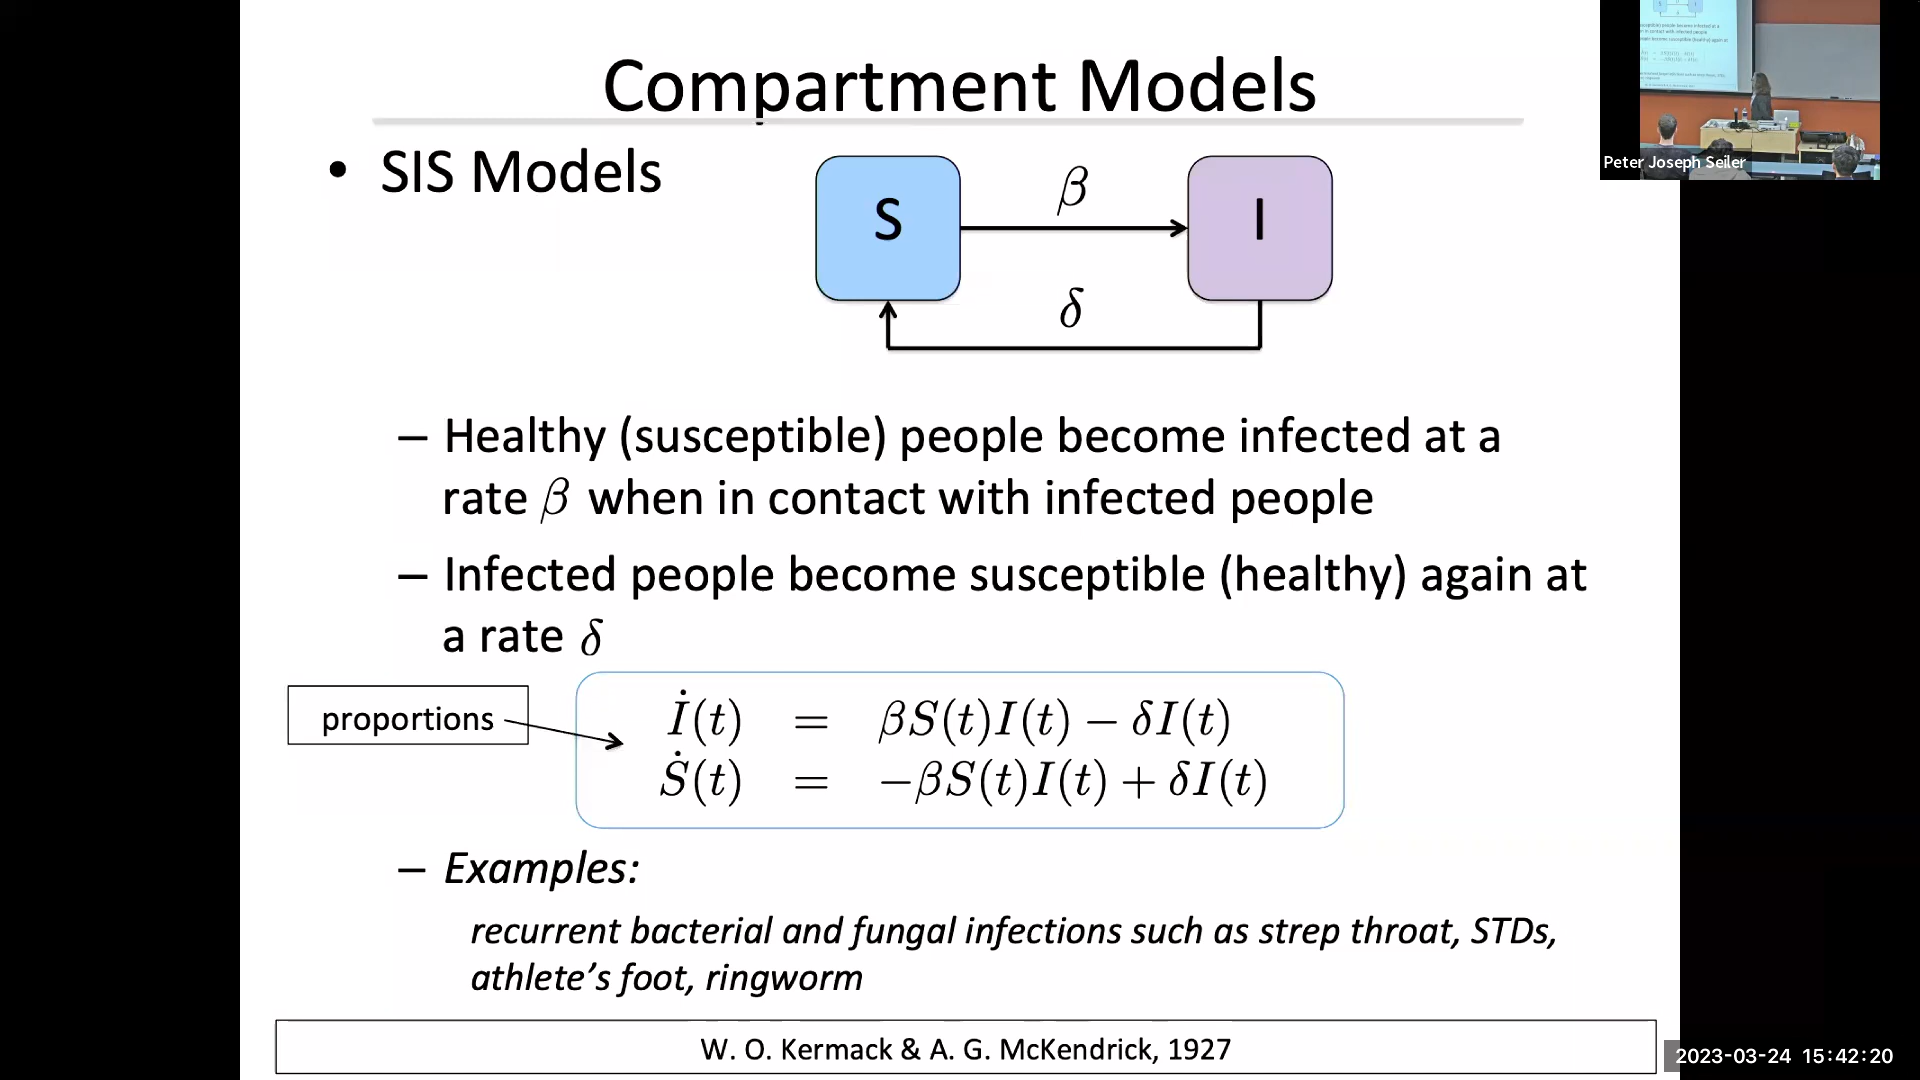 Compartment Models
• SIS Models
S
β
I
δ
– Healthy (susceptible) people become infected at a
rate β when in contact with infected people
– Infected people become susceptible (healthy) again at
a rate δ
proportions
İ(t) = βS(t)I(t) − δI(t)
Ṡ(t) = −βS(t)I(t) + δI(t)
– Examples:
recurrent bacterial and fungal infections such as strep throat, STDs,
athlete’s foot, ringworm
W. O. Kermack & A. G. McKendrick, 1927
Peter Joseph Seiler
2023-03-24 15:42:20